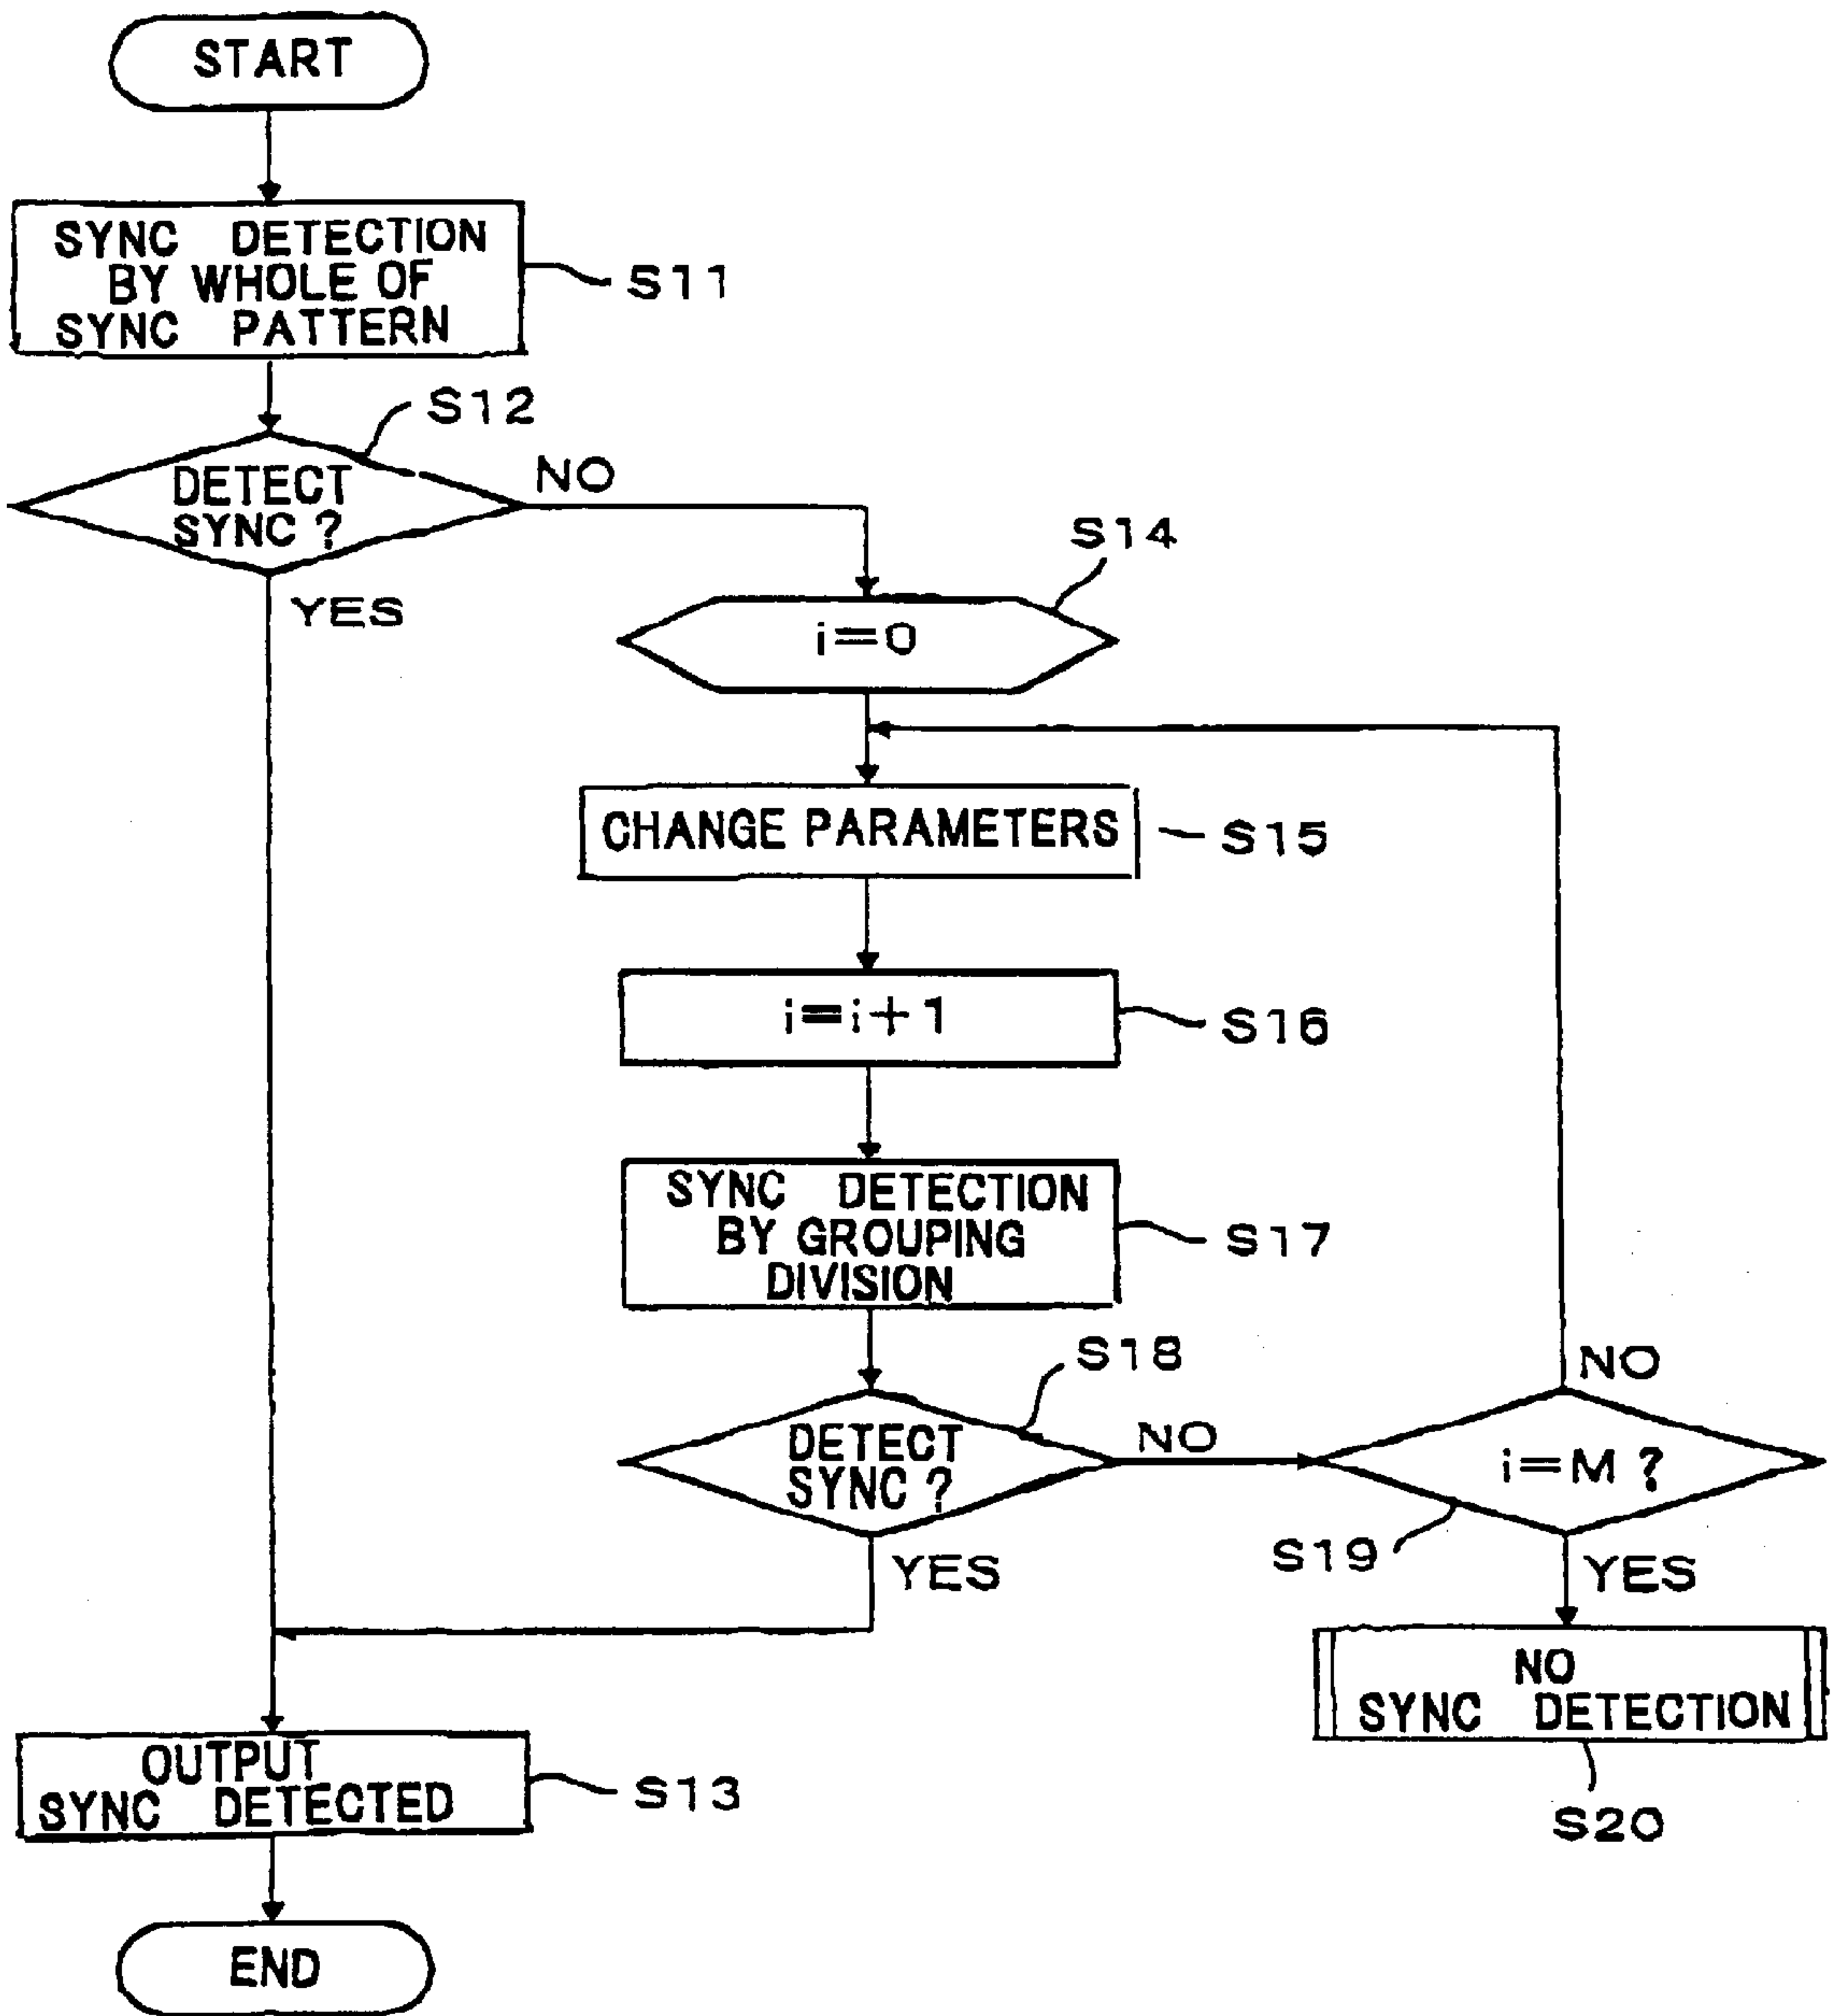 START
SYNC DETECTION
BY WHOLE OF
SYNC PATTERN
S11
S12
DETECT
SYNC ?
NO
YES
S14
i=0
CHANGE PARAMETERS
S15
i=i+1
S16
SYNC DETECTION
BY GROUPING
DIVISION
S17
S18
DETECT
SYNC ?
NO
YES
NO
i=M ?
S19
YES
NO
SYNC DETECTION
S20
OUTPUT
SYNC DETECTED
S13
END